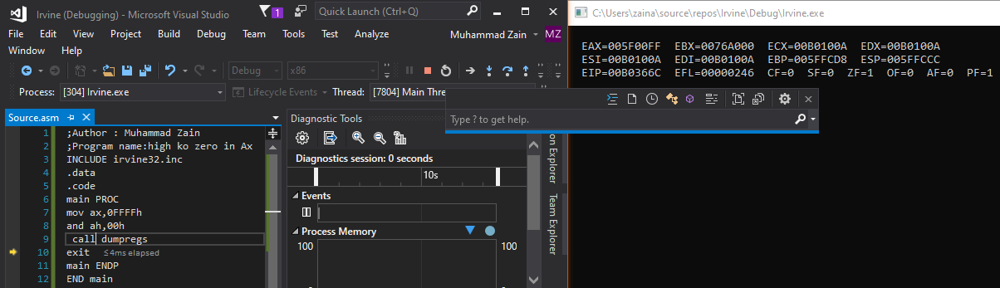 Irvine (Debugging) - Microsoft Visual Studio
1
Quick Launch (Ctrl+Q)
File Edit View Project Build Debug Team Muhammad Zain MZ
Tools Test Analyze
Window Help
Debug x86
Process: [304] Irvine.exe Lifecycle Events Thread: [7804] Main Thre
Type ? to get help.
Source.asm
1 ;Author : Muhammad Zain
2 ;Program name:high ko zero in Ax
3 INCLUDE irvine32.inc
4 .data
5 .code
6 main PROC
7 mov ax,0FFFFh
8 and ah,00h
9 call dumpregs
10 exit ≤4ms elapsed
11 main ENDP
12 END main
Diagnostic Tools
Diagnostics session: 0 seconds
10s
Events
Process Memory
100 100
on Explorer
Team Explorer
C:\Users\zaina\source\repos\Irvine\Debug\Irvine.exe
EAX=005F00FF EBX=0076A000 ECX=00B0100A EDX=00B0100A
ESI=00B0100A EDI=00B0100A EBP=005FFCD8 ESP=005FFCCC
EIP=00B0366C EFL=00000246 CF=0 SF=0 ZF=1 OF=0 AF=0 PF=1